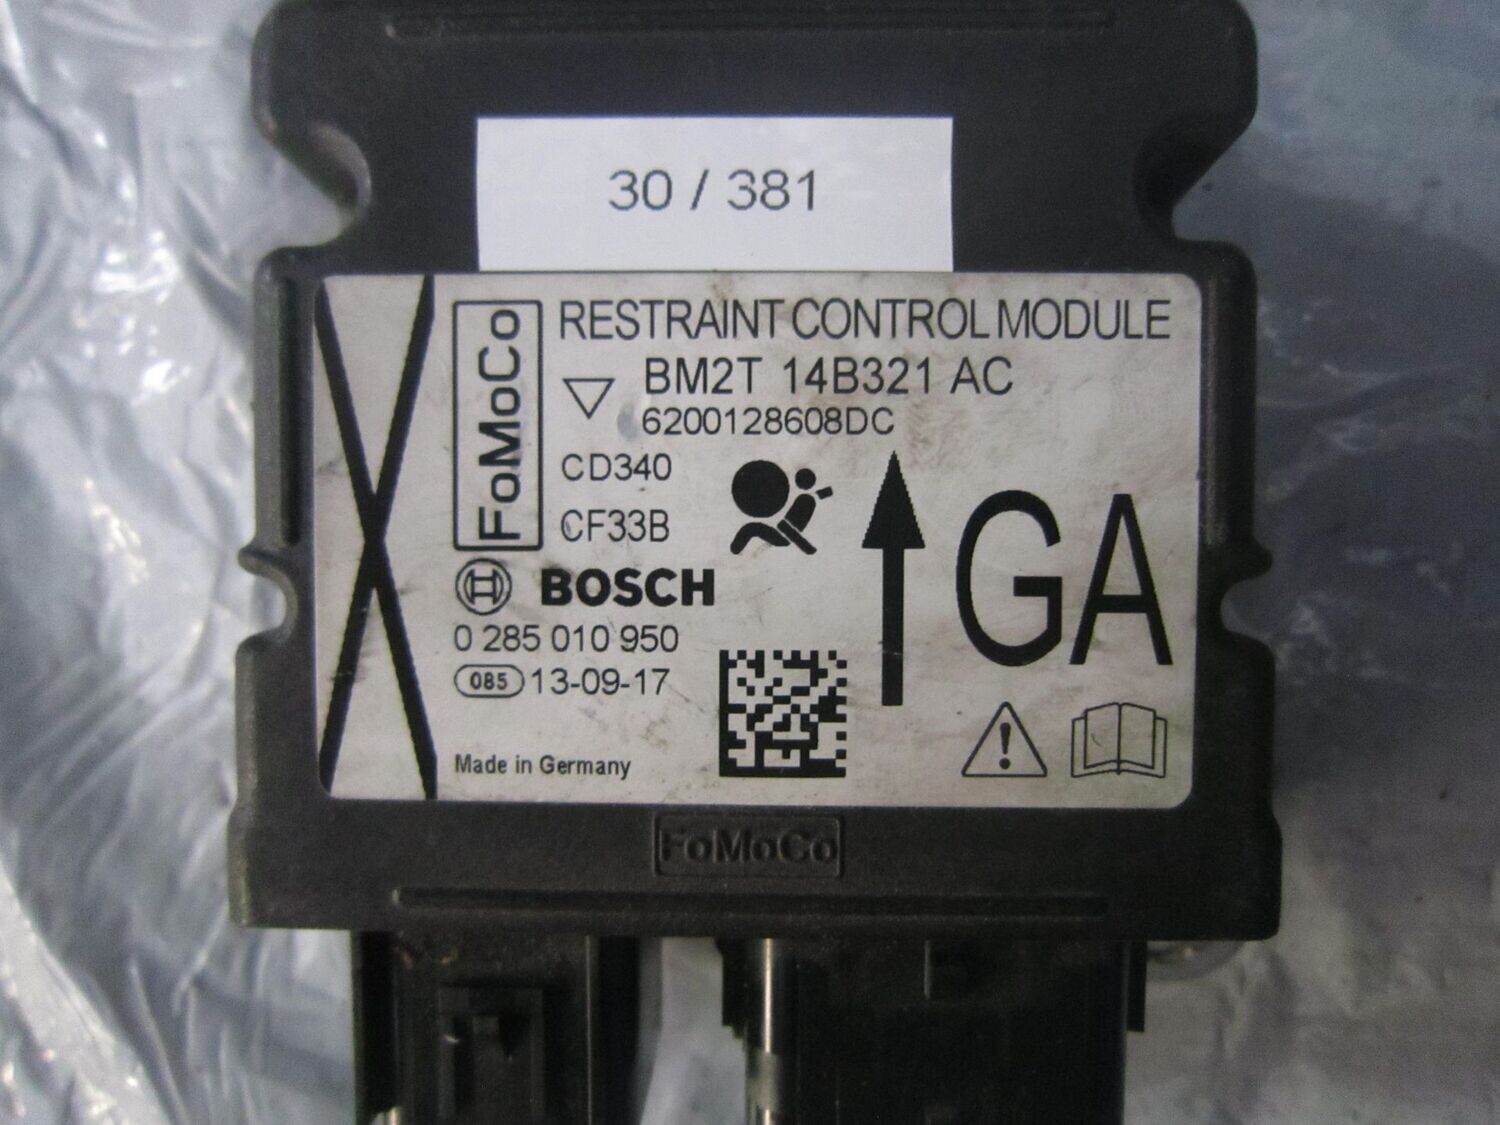 30 / 381
FoMoCo
RESTRAINT CONTROL MODULE
BM2T 14B321 AC
6200128608DC
CD340
CF33B
GA
BOSCH
0 285 010 950
085 13-09-17
Made in Germany
FoMoCo